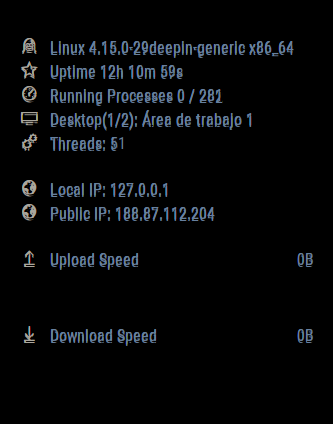 Linux 4.15.0-29deepin-generic x86_64
Uptime 12h 10m 59s
Running Processes 0 / 282
Desktop(1/2): Área de trabajo 1
Threads: 51
Local IP: 127.0.0.1
Public IP: 188.87.112.204
Upload Speed 0B
Download Speed 0B